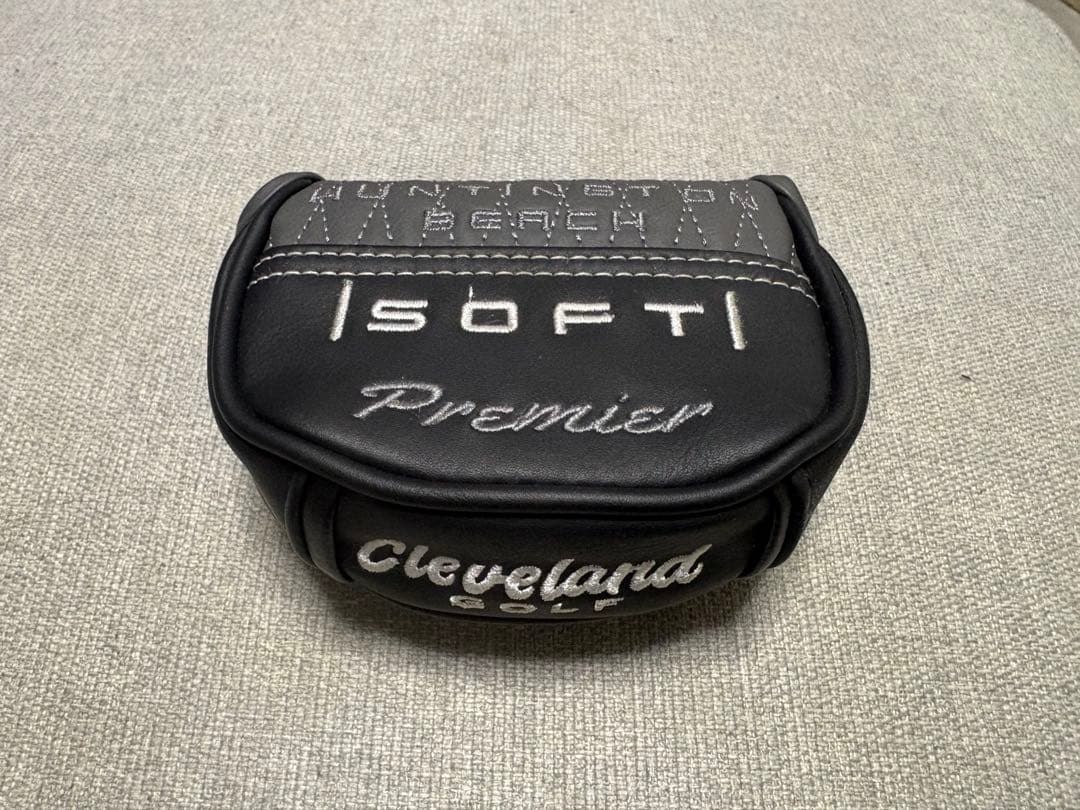 HUNTINGTON
BEACH
SOFT
Premier
Cleveland
GOLF